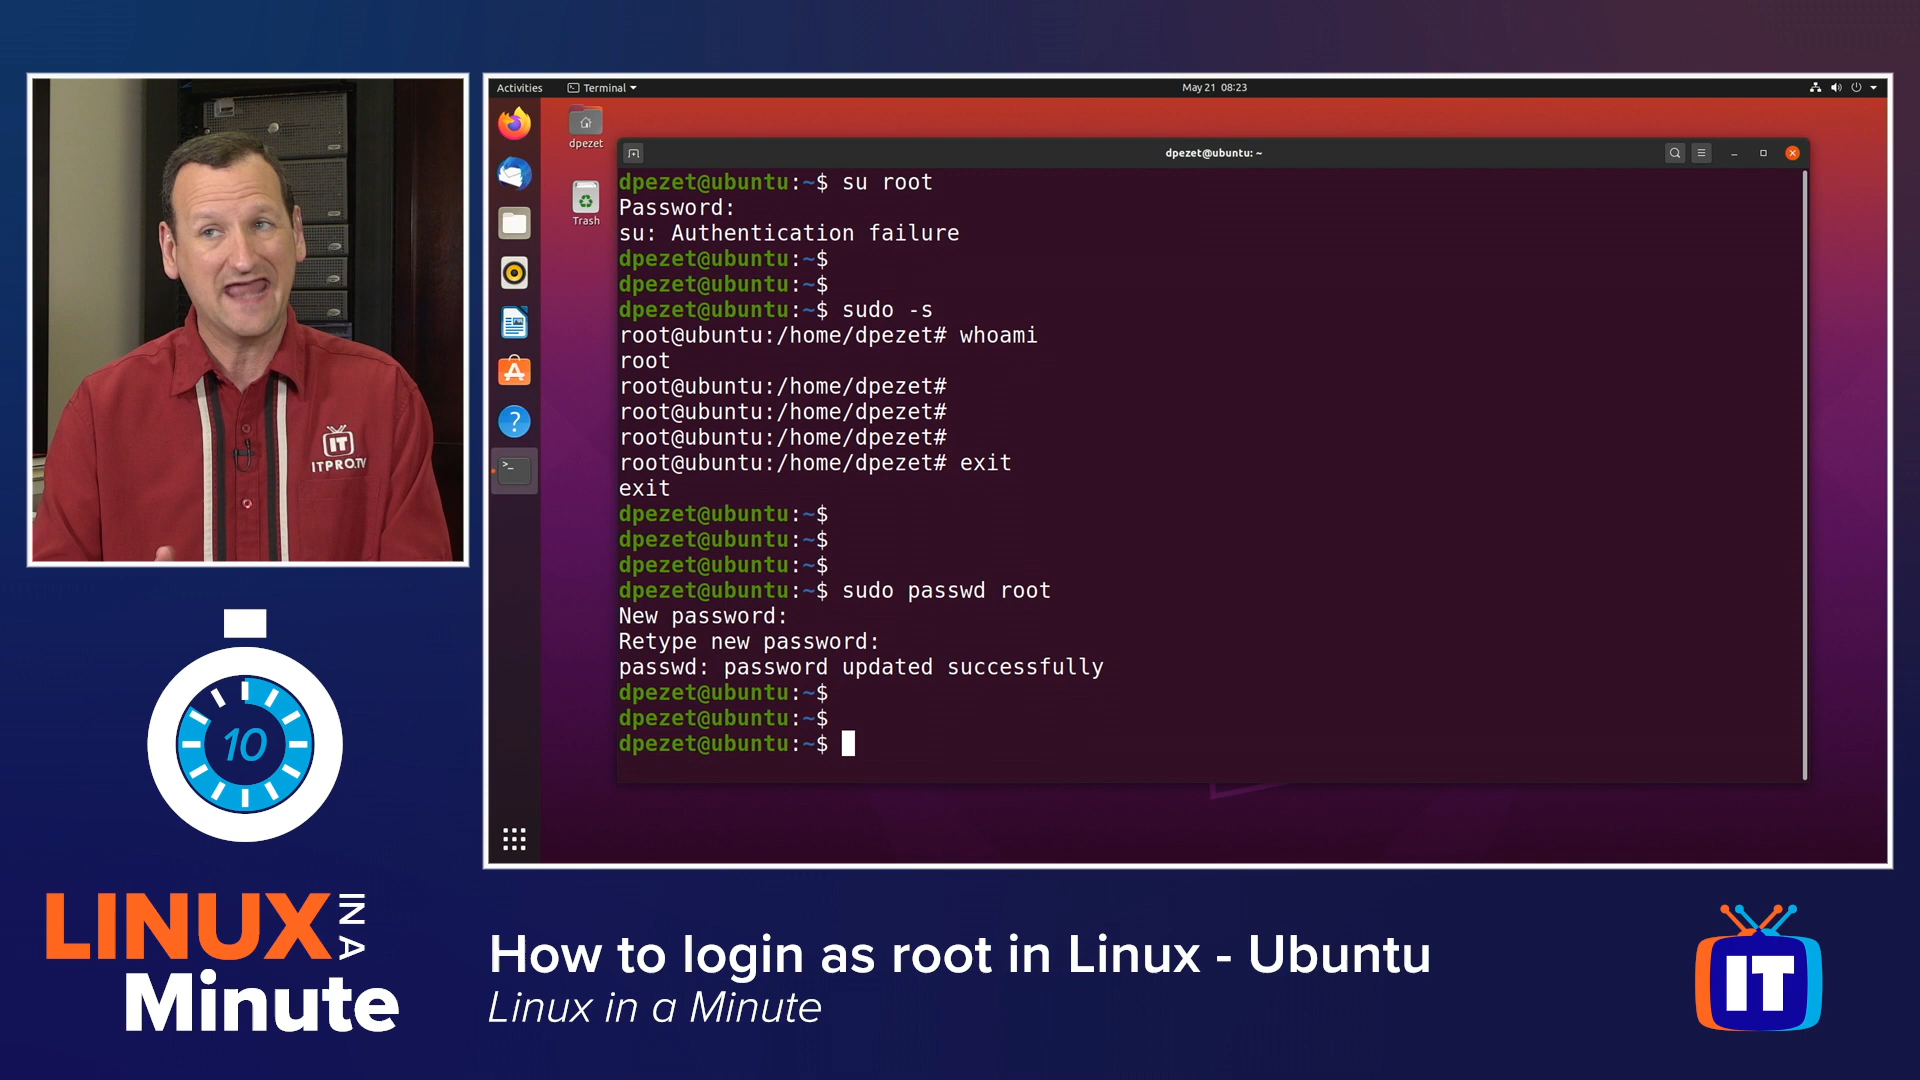 IT
ITPRO.TV
10
LINUX IN A
Minute
Activities
Terminal
May 21 08:23
dpezet
Trash
dpezet@ubuntu: ~
dpezet@ubuntu:~$ su root
Password:
su: Authentication failure
dpezet@ubuntu:~$
dpezet@ubuntu:~$
dpezet@ubuntu:~$ sudo -s
root@ubuntu:/home/dpezet# whoami
root
root@ubuntu:/home/dpezet#
root@ubuntu:/home/dpezet#
root@ubuntu:/home/dpezet#
root@ubuntu:/home/dpezet# exit
exit
dpezet@ubuntu:~$
dpezet@ubuntu:~$
dpezet@ubuntu:~$
dpezet@ubuntu:~$ sudo passwd root
New password:
Retype new password:
passwd: password updated successfully
dpezet@ubuntu:~$
dpezet@ubuntu:~$
dpezet@ubuntu:~$
How to login as root in Linux - Ubuntu
Linux in a Minute
IT